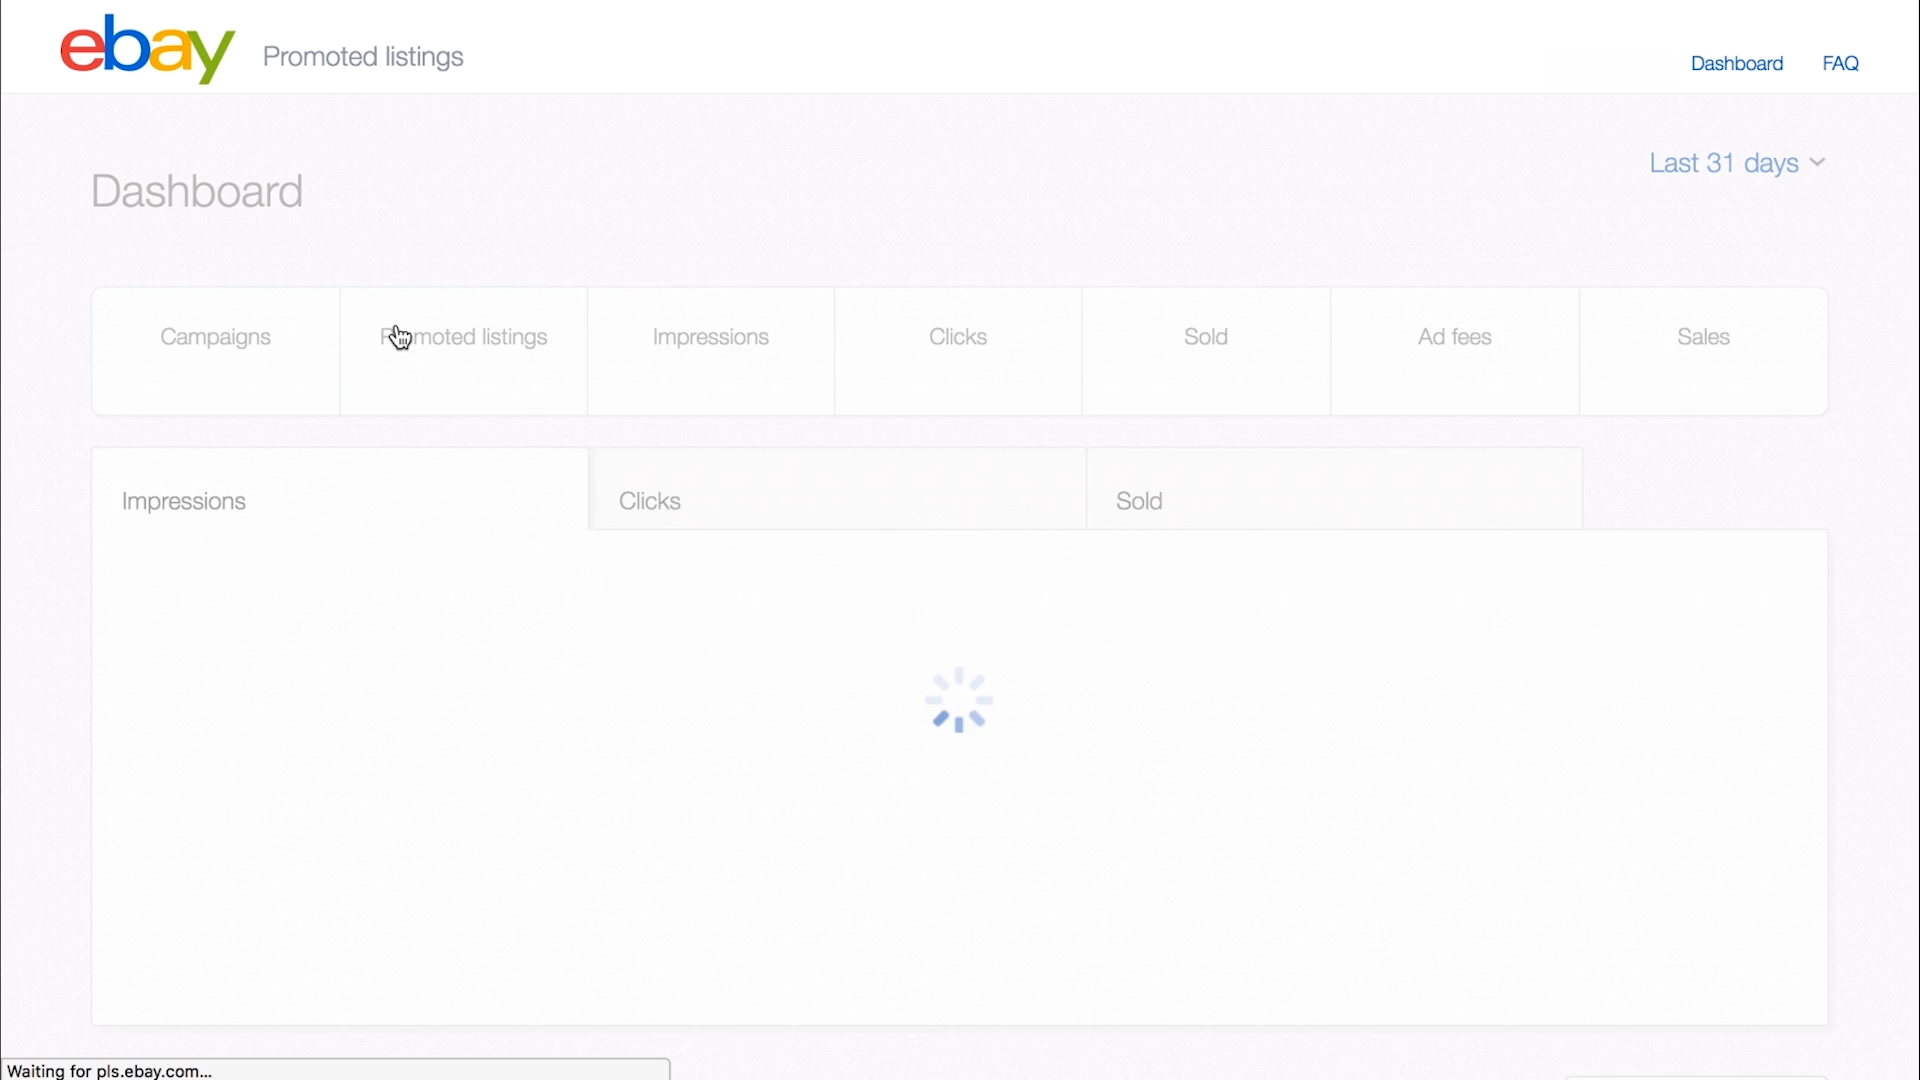 ebay Promoted listings
Dashboard FAQ
Last 31 days
Dashboard
Campaigns Promoted listings Impressions Clicks Sold Ad fees Sales
Impressions Clicks Sold
Waiting for pls.ebay.com...